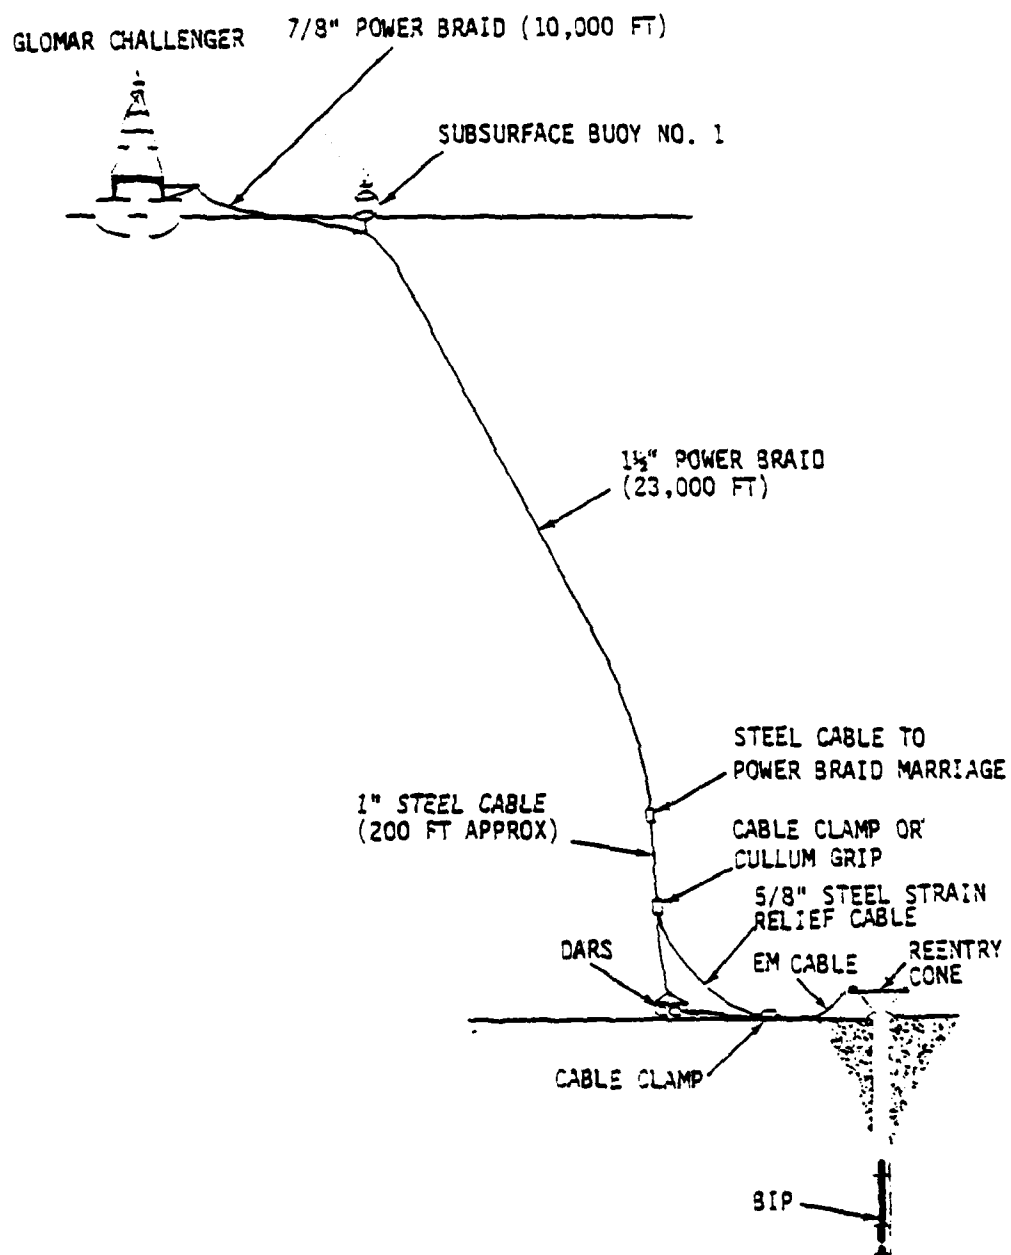 GLOMAR CHALLENGER
7/8" POWER BRAID (10,000 FT)
SUBSURFACE BUOY NO. 1
1½" POWER BRAID
(23,000 FT)
STEEL CABLE TO
POWER BRAID MARRIAGE
1" STEEL CABLE
(200 FT APPROX)
CABLE CLAMP OR
CULLUM GRIP
5/8" STEEL STRAIN
RELIEF CABLE
DARS
EM CABLE
REENTRY
CONE
CABLE CLAMP
BIP